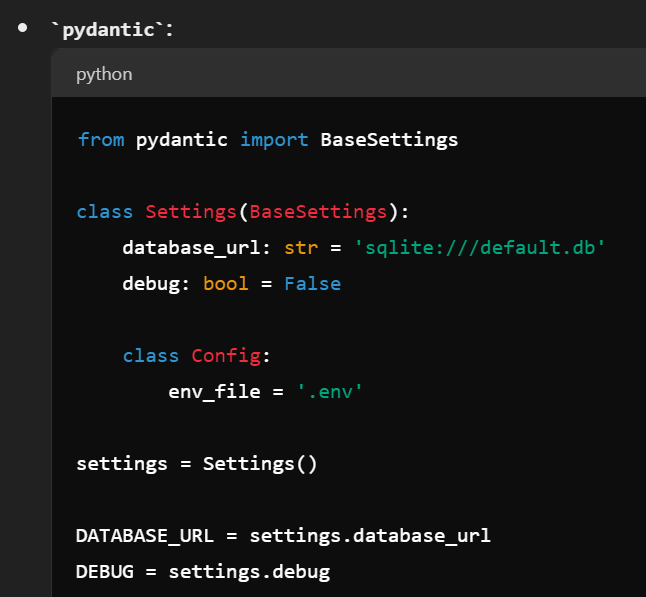 `pydantic`:
python
from pydantic import BaseSettings
class Settings(BaseSettings):
    database_url: str = 'sqlite:///default.db'
    debug: bool = False
    class Config:
        env_file = '.env'
settings = Settings()
DATABASE_URL = settings.database_url
DEBUG = settings.debug